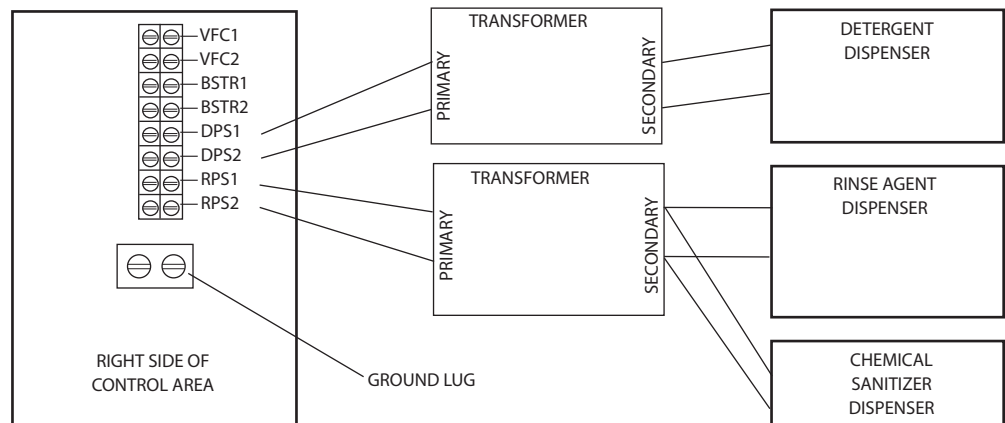 VFC1
VFC2
BSTR1
BSTR2
DPS1
DPS2
RPS1
RPS2
RIGHT SIDE OF
CONTROL AREA
GROUND LUG
TRANSFORMER
PRIMARY
SECONDARY
TRANSFORMER
PRIMARY
SECONDARY
DETERGENT
DISPENSER
RINSE AGENT
DISPENSER
CHEMICAL
SANITIZER
DISPENSER